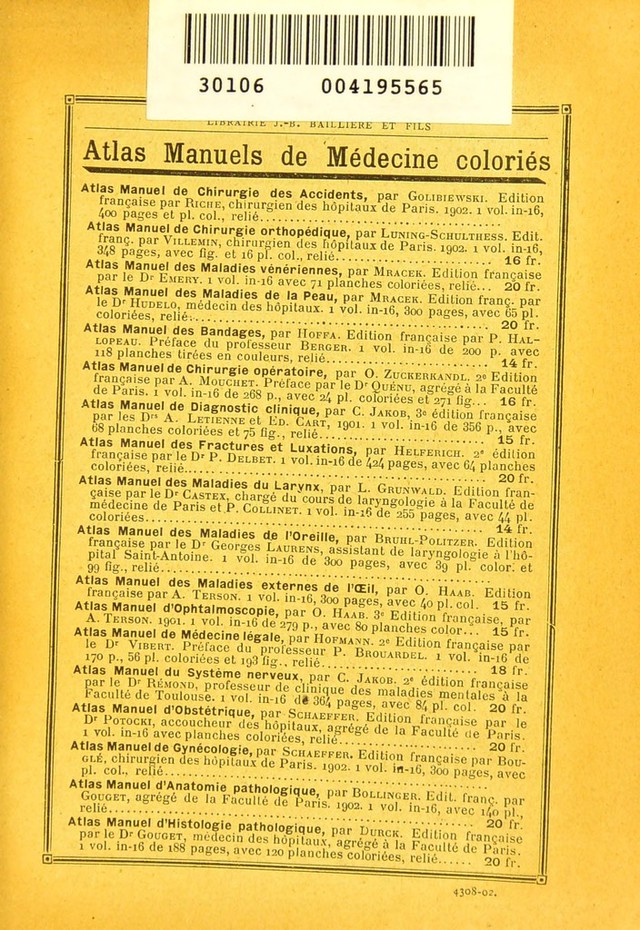 30106 004195565
LIBRAIRIE J.-B. BAILLIERE ET FILS
Atlas Manuels de Médecine coloriés
Atlas Manuel de Chirurgie des Accidents, par GOLIBIEWSKI. Edition
française par RICHE, chirurgien des hôpitaux de Paris. 1902. 1 vol. in-16,
400 pages et pl. col., relié
Atlas Manuel de Chirurgie orthopédique, par LUNING-SCHULTHESS. Edit.
franç. par VILLEMIN, chirurgien des hôpitaux de Paris. 1902. 1 vol. in-16,
348 pages, avec fig. et 16 pl. col., relié............ 16 fr.
Atlas Manuel des Maladies vénériennes, par MRACEK. Edition française
par le Dr EMERY. 1 vol. in-16 avec 71 planches coloriées, relié... 20 fr.
Atlas Manuel des Maladies de la Peau, par MRACEK. Edition franç. par
le Dr HUDELO, médecin des hôpitaux. 1 vol. in-16, 300 pages, avec 65 pl.
coloriées, relié............ 20 fr.
Atlas Manuel des Bandages, par HOFFA. Edition française par P. HAL-
LOPEAU. Préface du professeur BERGER. 1 vol. in-16 de 200 p. avec
118 planches tirées en couleurs, relié............ 14 fr.
Atlas Manuel de Chirurgie opératoire, par O. ZUCKERKANDL. 2e Edition
française par A. MOUCHET. Préface par le Dr QUÉNU, agrégé à la Faculté
de Paris. 1 vol. in-16 de 268 p., avec 24 pl. coloriées et 271 fig... 16 fr.
Atlas Manuel de Diagnostic clinique, par C. JAKOB, 3e édition française
par les Drs A. LETIENNE et ED. CART, 1901. 1 vol. in-16 de 356 p., avec
68 planches coloriées et 75 fig., relié............ 15 fr.
Atlas Manuel des Fractures et Luxations, par HELFERICH. 2e édition
française par le Dr P. DELBET. 1 vol. in-16 de 424 pages, avec 64 planches
coloriées, relié............ 20 fr.
Atlas Manuel des Maladies du Larynx, par L. GRUNWALD. Edition fran-
çaise par le Dr CASTEX, chargé du cours de laryngologie à la Faculté de
médecine de Paris et P. COLLINET. 1 vol. in-16 de 255 pages, avec 44 pl.
coloriées............ 14 fr.
Atlas Manuel des Maladies de l'Oreille, par BRUHL-POLITZER. Edition
française par le Dr GEORGES LAURENS, assistant de laryngologie à l'hô-
pital Saint-Antoine. 1 vol. in-16 de 300 pages, avec 39 pl. color. et
99 fig., relié
Atlas Manuel des Maladies externes de l'Œil, par O. HAAB. Edition
française par A. TERSON. 1 vol. in-16, 300 pages, avec 40 pl. col. 15 fr.
Atlas Manuel d'Ophtalmoscopie, par O. HAAB. 3e Edition française, par
A. TERSON. 1901. 1 vol. in-16 de 279 p., avec 80 planches color... 15 fr.
Atlas Manuel de Médecine légale, par HOFMANN. 2e Edition française par
le Dr VIBERT. Préface du professeur P. BROUARDEL. 1 vol. in-16 de
170 p., 56 pl. coloriées et 193 fig., relié............ 18 fr.
Atlas Manuel du Système nerveux, par C. JAKOB. 2e édition française
par le Dr RÉMOND, professeur de clinique des maladies mentales à la
Faculté de Toulouse. 1 vol. in-16 de 364 pages, avec 84 pl. col. 20 fr.
Atlas Manuel d'Obstétrique, par SCHAEFFER. Edition française par le
Dr POTOCKI, accoucheur des hôpitaux, agrégé de la Faculté de Paris.
1 vol. in-16 avec planches coloriées, relié............ 20 fr.
Atlas Manuel de Gynécologie, par SCHAEFFER. Edition française par BOU-
GLÉ, chirurgien des hôpitaux de Paris. 1902. 1 vol. in-16, 300 pages, avec
pl. col., relié
Atlas Manuel d'Anatomie pathologique, par BOLLINGER. Edit. franç. par
GOUGET, agrégé de la Faculté de Paris. 1902. 1 vol. in-16, avec 140 pl.,
relié............ 20 fr.
Atlas Manuel d'Histologie pathologique, par DURCK. Edition française
par le Dr GOUGET, médecin des hôpitaux, agrégé à la Faculté de Paris.
1 vol. in-16 de 188 pages, avec 120 planches coloriées, relié...... 20 fr.
4308-02.